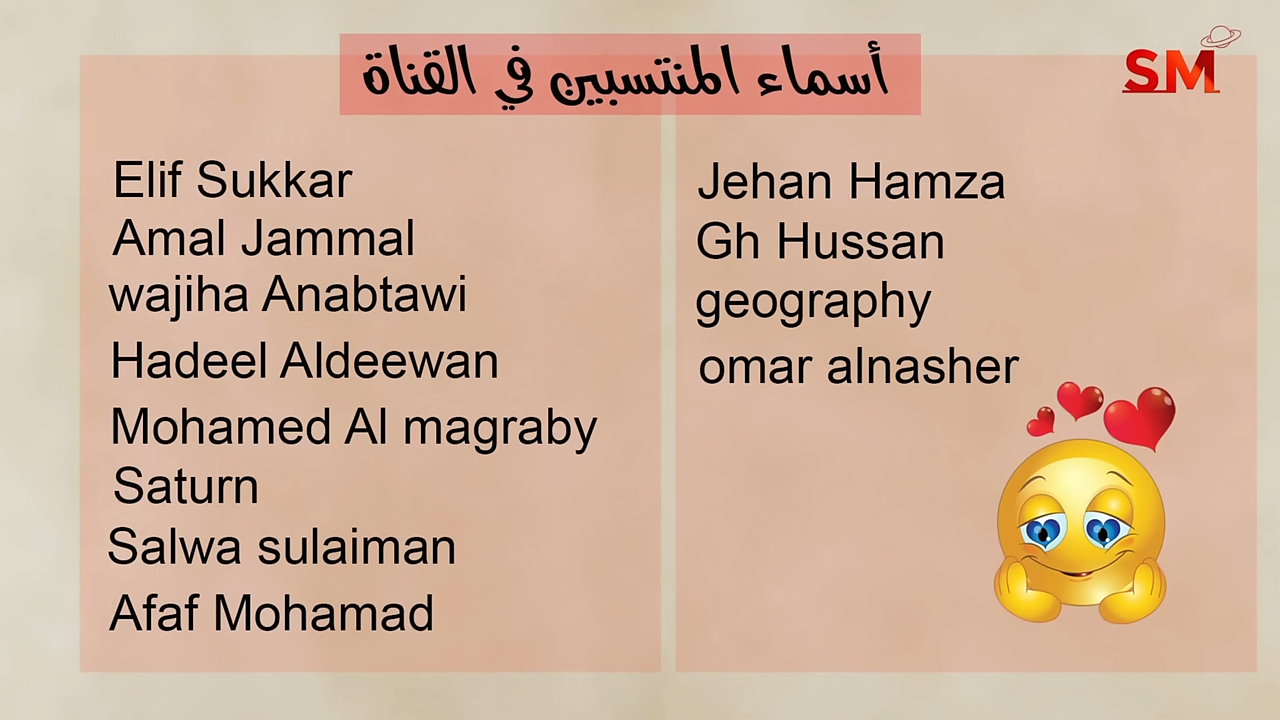 أسماء المنتسبين في القناة
SM
Elif Sukkar
Amal Jammal
wajiha Anabtawi
Hadeel Aldeewan
Mohamed Al magraby
Saturn
Salwa sulaiman
Afaf Mohamad
Jehan Hamza
Gh Hussan
geography
omar alnasher